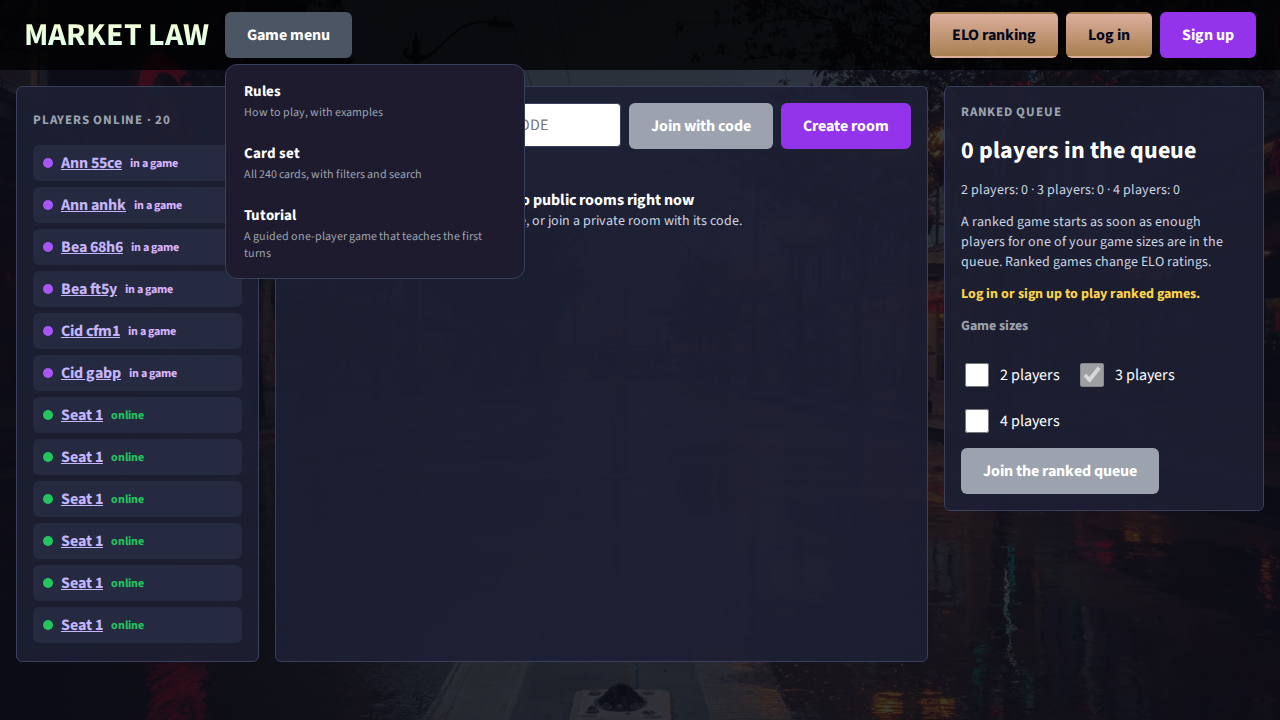 MARKET LAW
Game menu
ELO ranking
Log in
Sign up
Rules
How to play, with examples
Card set
All 240 cards, with filters and search
Tutorial
A guided one-player game that teaches the first
turns
PLAYERS ONLINE · 20
Ann 55ce in a game
Ann anhk in a game
Bea 68h6 in a game
Bea ft5y in a game
Cid cfm1 in a game
Cid gabp in a game
Seat 1 online
Seat 1 online
Seat 1 online
Seat 1 online
Seat 1 online
Seat 1 online
Join with code
Create room
public rooms right now
, or join a private room with its code.
RANKED QUEUE
0 players in the queue
2 players: 0 · 3 players: 0 · 4 players: 0
A ranked game starts as soon as enough
players for one of your game sizes are in the
queue. Ranked games change ELO ratings.
Log in or sign up to play ranked games.
Game sizes
2 players
3 players
4 players
Join the ranked queue